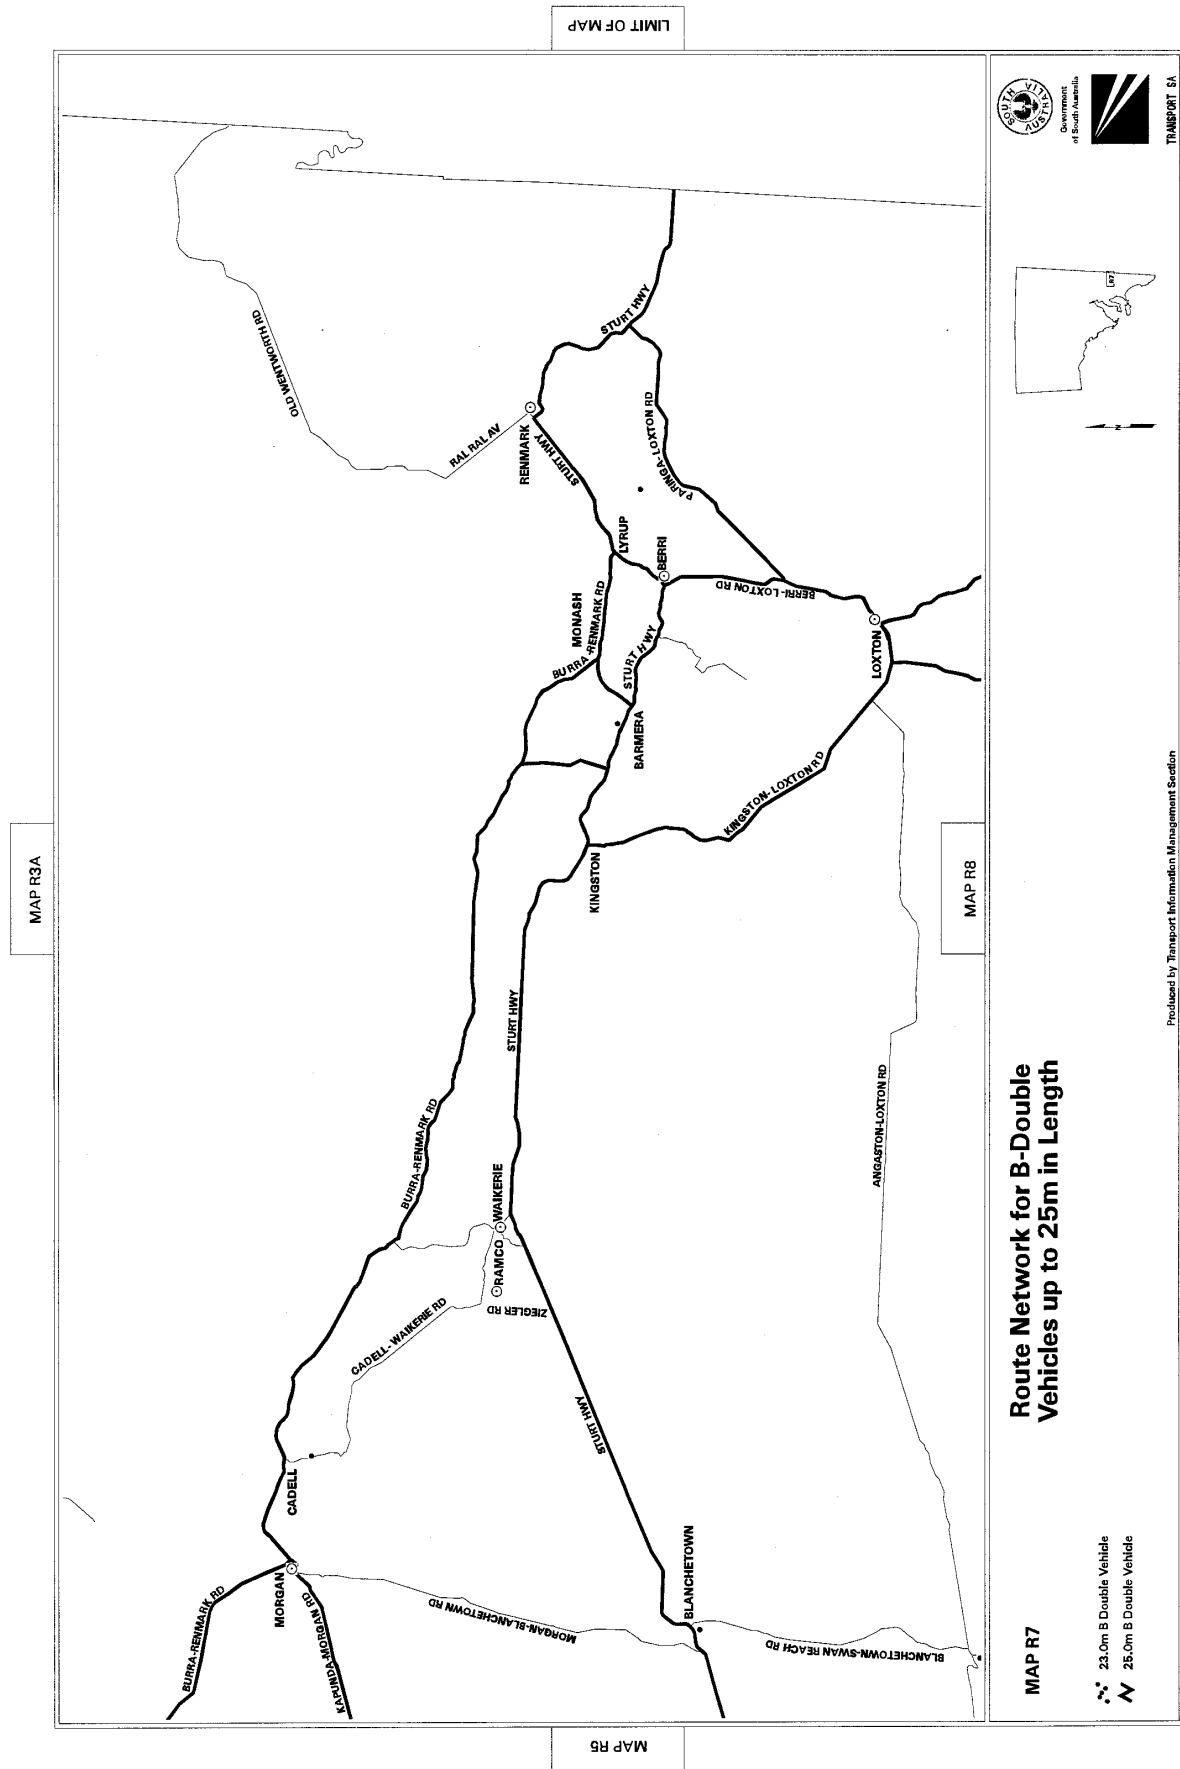 LIMIT OF MAP
MAP R3A
MAP R8
MAP R5
OLD WENTWORTH RD
RAL RAL AV
RENMARK
STURT HWY
STURT HWY
PARINGA-LOXTON RD
LYRUP
BERRI
BERRI-LOXTON RD
MONASH
BURRA-RENMARK RD
STURT HWY
BARMERA
LOXTON
KINGSTON-LOXTON RD
KINGSTON
STURT HWY
BURRA-RENMARK RD
WAIKERIE
RAMCO
ZIEGLER RD
CADELL-WAIKERIE RD
CADELL
ANGASTON-LOXTON RD
STURT HWY
MORGAN
BURRA-RENMARK RD
KAPUNDA-MORGAN RD
MORGAN-BLANCHETOWN RD
BLANCHETOWN
BLANCHETOWN-SWAN REACH RD
Route Network for B-Double
Vehicles up to 25m in Length
MAP R7
23.0m B Double Vehicle
25.0m B Double Vehicle
Produced by Transport Information Management Section
N
R7
SOUTH AUSTRALIA
Government
of South Australia
TRANSPORT SA